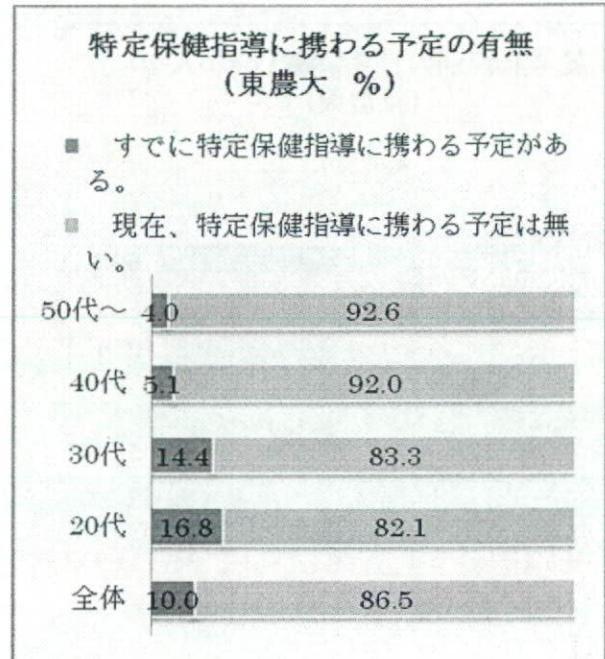 特定保健指導に携わる予定の有無
(東農大 %)
■ すでに特定保健指導に携わる予定があ
る。
■ 現在、特定保健指導に携わる予定は無
い。
50代～ 4.0 92.6
40代 5.1 92.0
30代 14.4 83.3
20代 16.8 82.1
全体 10.0 86.5